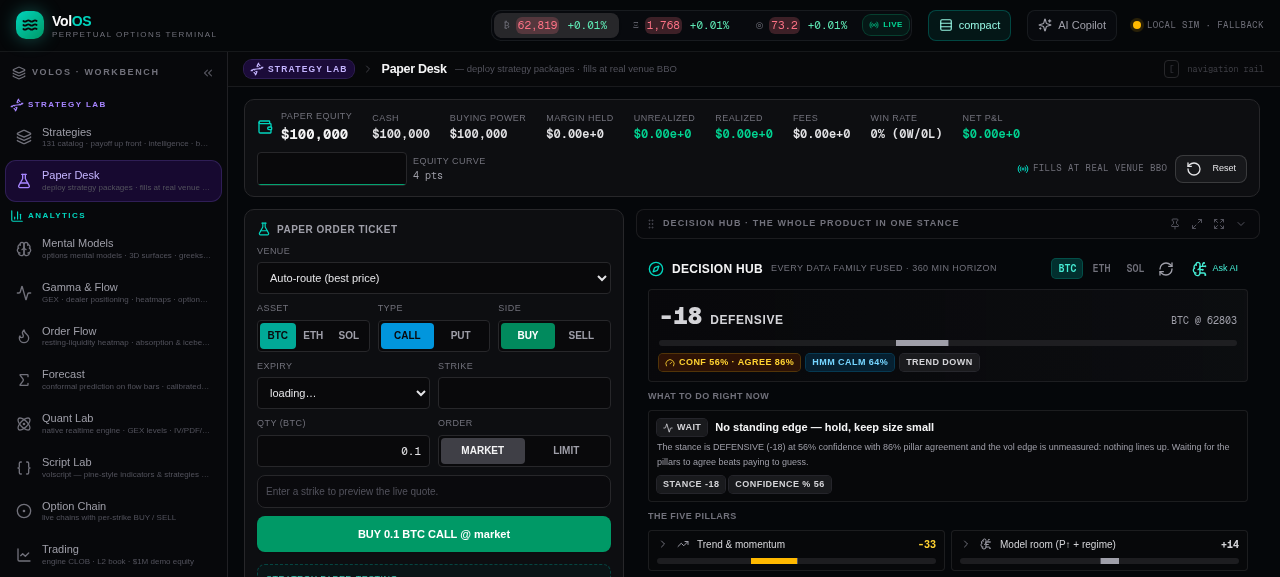 VolOS
PERPETUAL OPTIONS TERMINAL
₿ 62,819 +0.01% Ξ 1,768 +0.01% ◎ 73.2 +0.01% LIVE
compact
AI Copilot
LOCAL SIM · FALLBACK
VOLOS · WORKBENCH
STRATEGY LAB
Strategies
131 catalog · payoff up front · intelligence · b…
Paper Desk
deploy strategy packages · fills at real venue …
ANALYTICS
Mental Models
options mental models · 3D surfaces · greeks…
Gamma & Flow
GEX · dealer positioning · heatmaps · option…
Order Flow
resting-liquidity heatmap · absorption & icebe…
Forecast
conformal prediction on flow bars · calibrated…
Quant Lab
native realtime engine · GEX levels · IV/PDF/…
Script Lab
volscript — pine-style indicators & strategies …
Option Chain
live chains with per-strike BUY / SELL
Trading
engine CLOB · L2 book · $1M demo equity
STRATEGY LAB
Paper Desk — deploy strategy packages · fills at real venue BBO
[ navigation rail
PAPER EQUITY
$100,000
CASH
$100,000
BUYING POWER
$100,000
MARGIN HELD
$0.00e+0
UNREALIZED
$0.00e+0
REALIZED
$0.00e+0
FEES
$0.00e+0
WIN RATE
0% (0W/0L)
NET P&L
$0.00e+0
EQUITY CURVE
4 pts
FILLS AT REAL VENUE BBO
Reset
PAPER ORDER TICKET
VENUE
Auto-route (best price)
ASSET TYPE SIDE
BTC ETH SOL CALL PUT BUY SELL
EXPIRY STRIKE
loading…
QTY (BTC) ORDER
0.1 MARKET LIMIT
Enter a strike to preview the live quote.
BUY 0.1 BTC CALL @ market
STRATEGY PAPER TESTING
DECISION HUB · THE WHOLE PRODUCT IN ONE STANCE
DECISION HUB EVERY DATA FAMILY FUSED · 360 MIN HORIZON
BTC ETH SOL
Ask AI
-18 DEFENSIVE
BTC @ 62803
CONF 56% · AGREE 86% HMM CALM 64% TREND DOWN
WHAT TO DO RIGHT NOW
WAIT No standing edge — hold, keep size small
The stance is DEFENSIVE (-18) at 56% confidence with 86% pillar agreement and the vol edge is unmeasured: nothing lines up. Waiting for the
pillars to agree beats paying to guess.
STANCE -18 CONFIDENCE % 56
THE FIVE PILLARS
Trend & momentum -33
Model room (P↑ + regime) +14